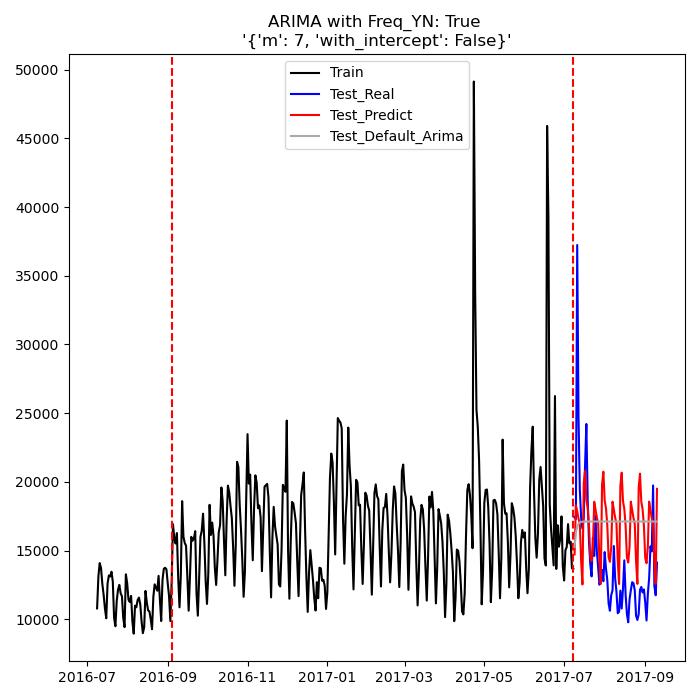 ARIMA with Freq_YN: True
'{'m': 7, 'with_intercept': False}'
50000
45000
40000
35000
30000
25000
20000
15000
10000
Train
Test_Real
Test_Predict
Test_Default_Arima
2016-07 2016-09 2016-11 2017-01 2017-03 2017-05 2017-07 2017-09